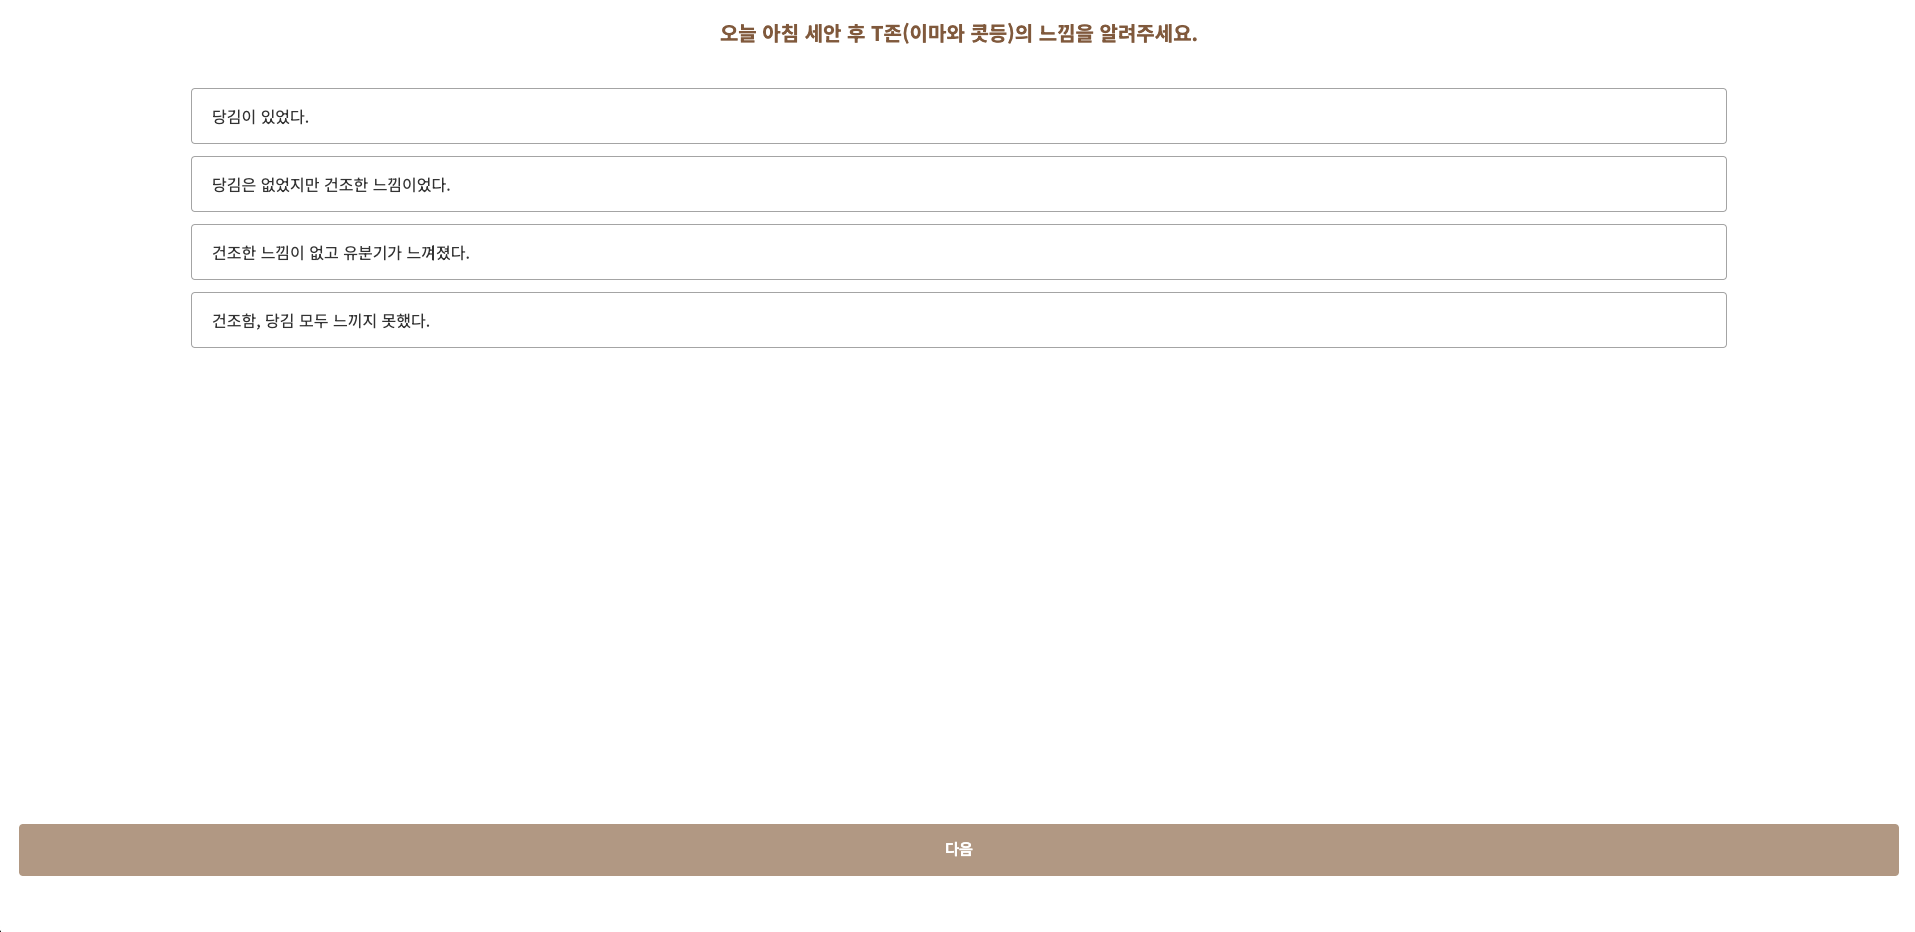 오늘 아침 세안 후 T존(이마와 콧등)의 느낌을 알려주세요.
당김이 있었다.
당김은 없었지만 건조한 느낌이었다.
건조한 느낌이 없고 유분기가 느껴졌다.
건조함, 당김 모두 느끼지 못했다.
다음